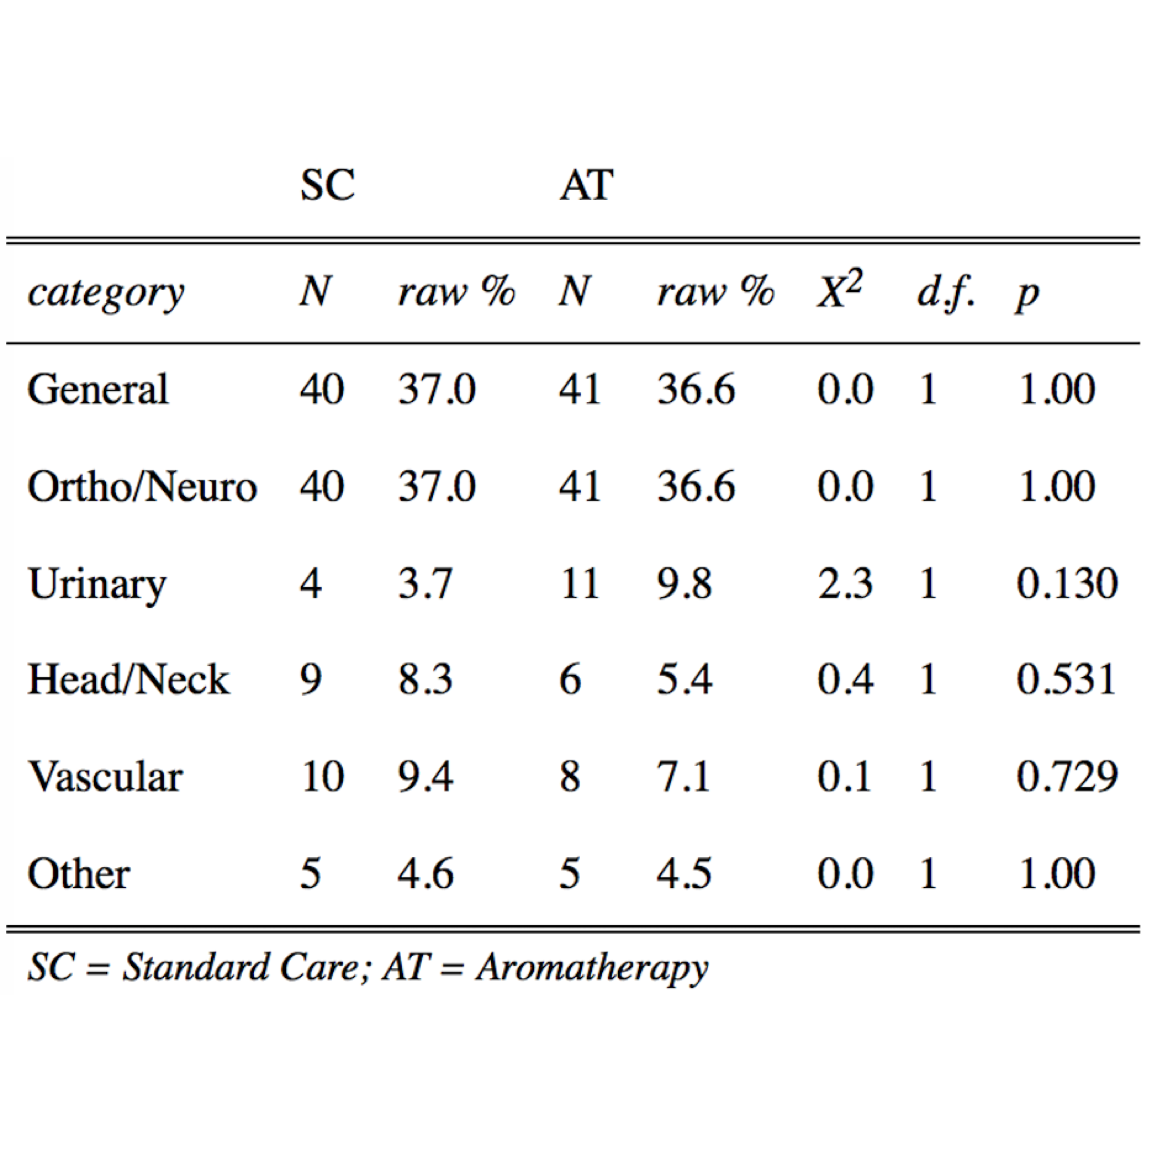 SC AT
category N raw % N raw % X² d.f. p
General 40 37.0 41 36.6 0.0 1 1.00
Ortho/Neuro 40 37.0 41 36.6 0.0 1 1.00
Urinary 4 3.7 11 9.8 2.3 1 0.130
Head/Neck 9 8.3 6 5.4 0.4 1 0.531
Vascular 10 9.4 8 7.1 0.1 1 0.729
Other 5 4.6 5 4.5 0.0 1 1.00
SC = Standard Care; AT = Aromatherapy